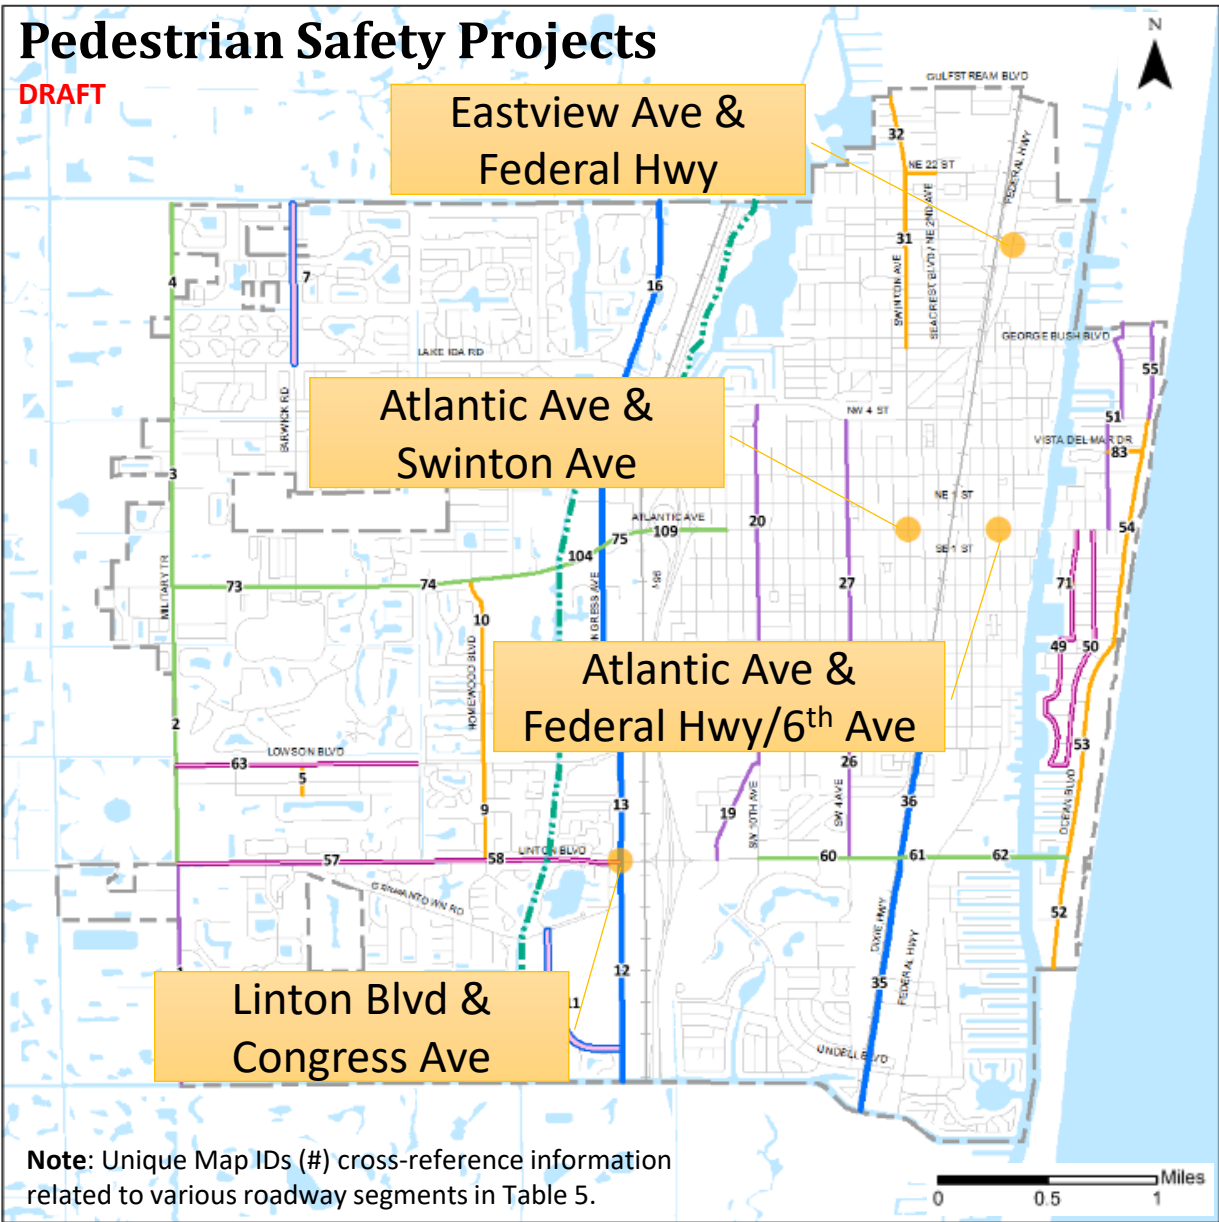 Pedestrian Safety Projects
DRAFT
N
GULFSTREAM BLVD
Eastview Ave &
Federal Hwy
32
NE 22 ST
FEDERAL HWY
31
SWINTON AVE
SEACREST BLVD / NE 2ND AVE
4
7
16
LAKE IDA RD
GEORGE BUSH BLVD
55
BARWICK RD
Atlantic Ave &
Swinton Ave
NW 4 ST
51
VISTA DEL MAR DR
83
3
NE 1 ST
20
ATLANTIC AVE
109
75
104
54
SE 1 ST
I-95
73
74
27
71
MILITARY TR
10
NGRESS AVE
HOMEWOOD BLVD
49
50
Atlantic Ave &
Federal Hwy/6th Ave
2
LOWSON BLVD
63
5
53
26
13
36
OCEAN BLVD
9
19
SW 10TH AVE
SW 4 AVE
57
58
LINTON BLVD
60
61
62
GERMANTOWN RD
52
DIXIE HWY
FEDERAL HWY
1
12
35
Linton Blvd &
Congress Ave
11
LINDELL BLVD
Note: Unique Map IDs (#) cross-reference information
related to various roadway segments in Table 5.
Miles
0
0.5
1